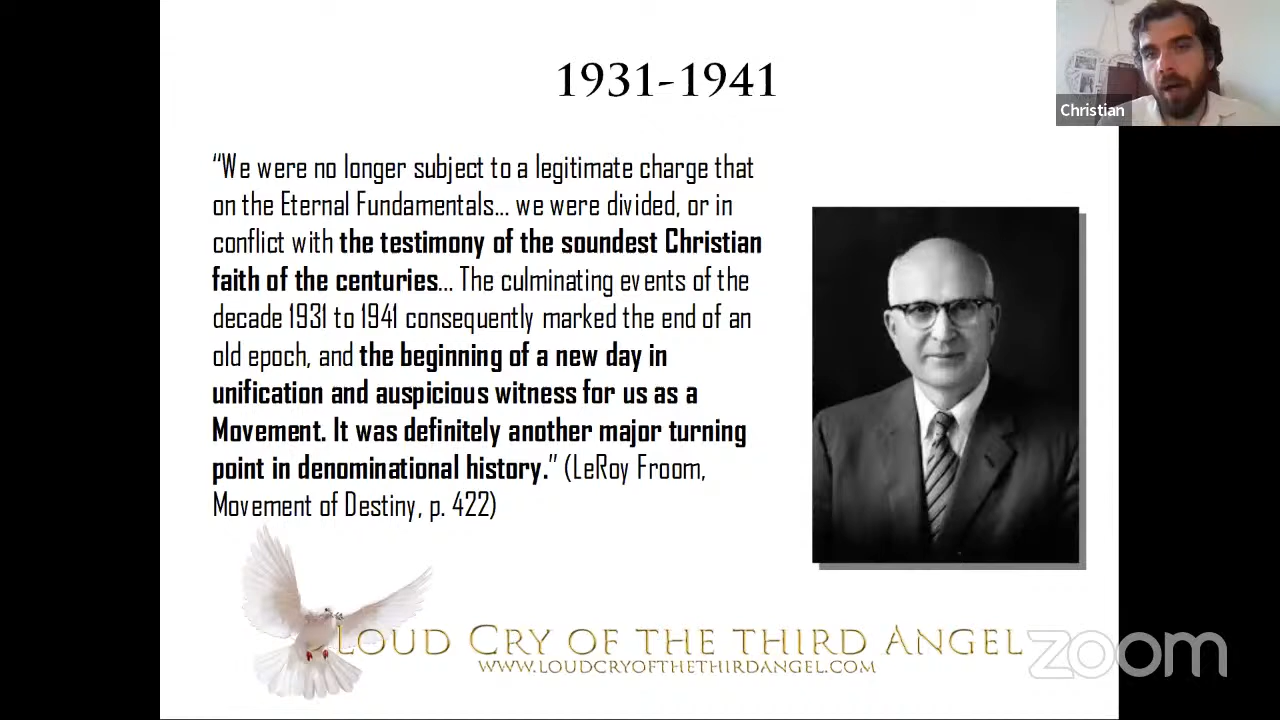 1931-1941
Christian
“We were no longer subject to a legitimate charge that
on the Eternal Fundamentals... we were divided, or in
conflict with the testimony of the soundest Christian
faith of the centuries... The culminating events of the
decade 1931 to 1941 consequently marked the end of an
old epoch, and the beginning of a new day in
unification and auspicious witness for us as a
Movement. It was definitely another major turning
point in denominational history.” (LeRoy Froom,
Movement of Destiny, p. 422)
LOUD CRY OF THE THIRD ANGEL
WWW.LOUDCRYOFTHETHIRDANGEL.COM
zoom